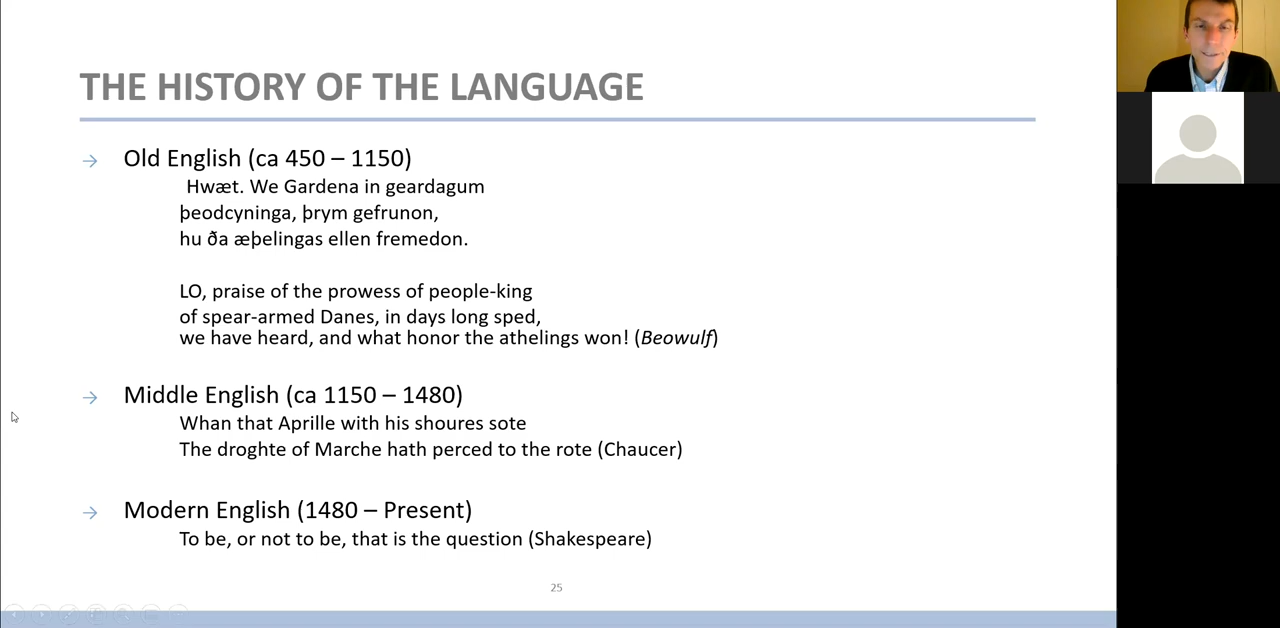 THE HISTORY OF THE LANGUAGE
→ Old English (ca 450 – 1150)
Hwæt. We Gardena in geardagum
þeodcyninga, þrym gefrunon,
hu ða æþelingas ellen fremedon.
LO, praise of the prowess of people-king
of spear-armed Danes, in days long sped,
we have heard, and what honor the athelings won! (Beowulf)
→ Middle English (ca 1150 – 1480)
Whan that Aprille with his shoures sote
The droghte of Marche hath perced to the rote (Chaucer)
→ Modern English (1480 – Present)
To be, or not to be, that is the question (Shakespeare)
25